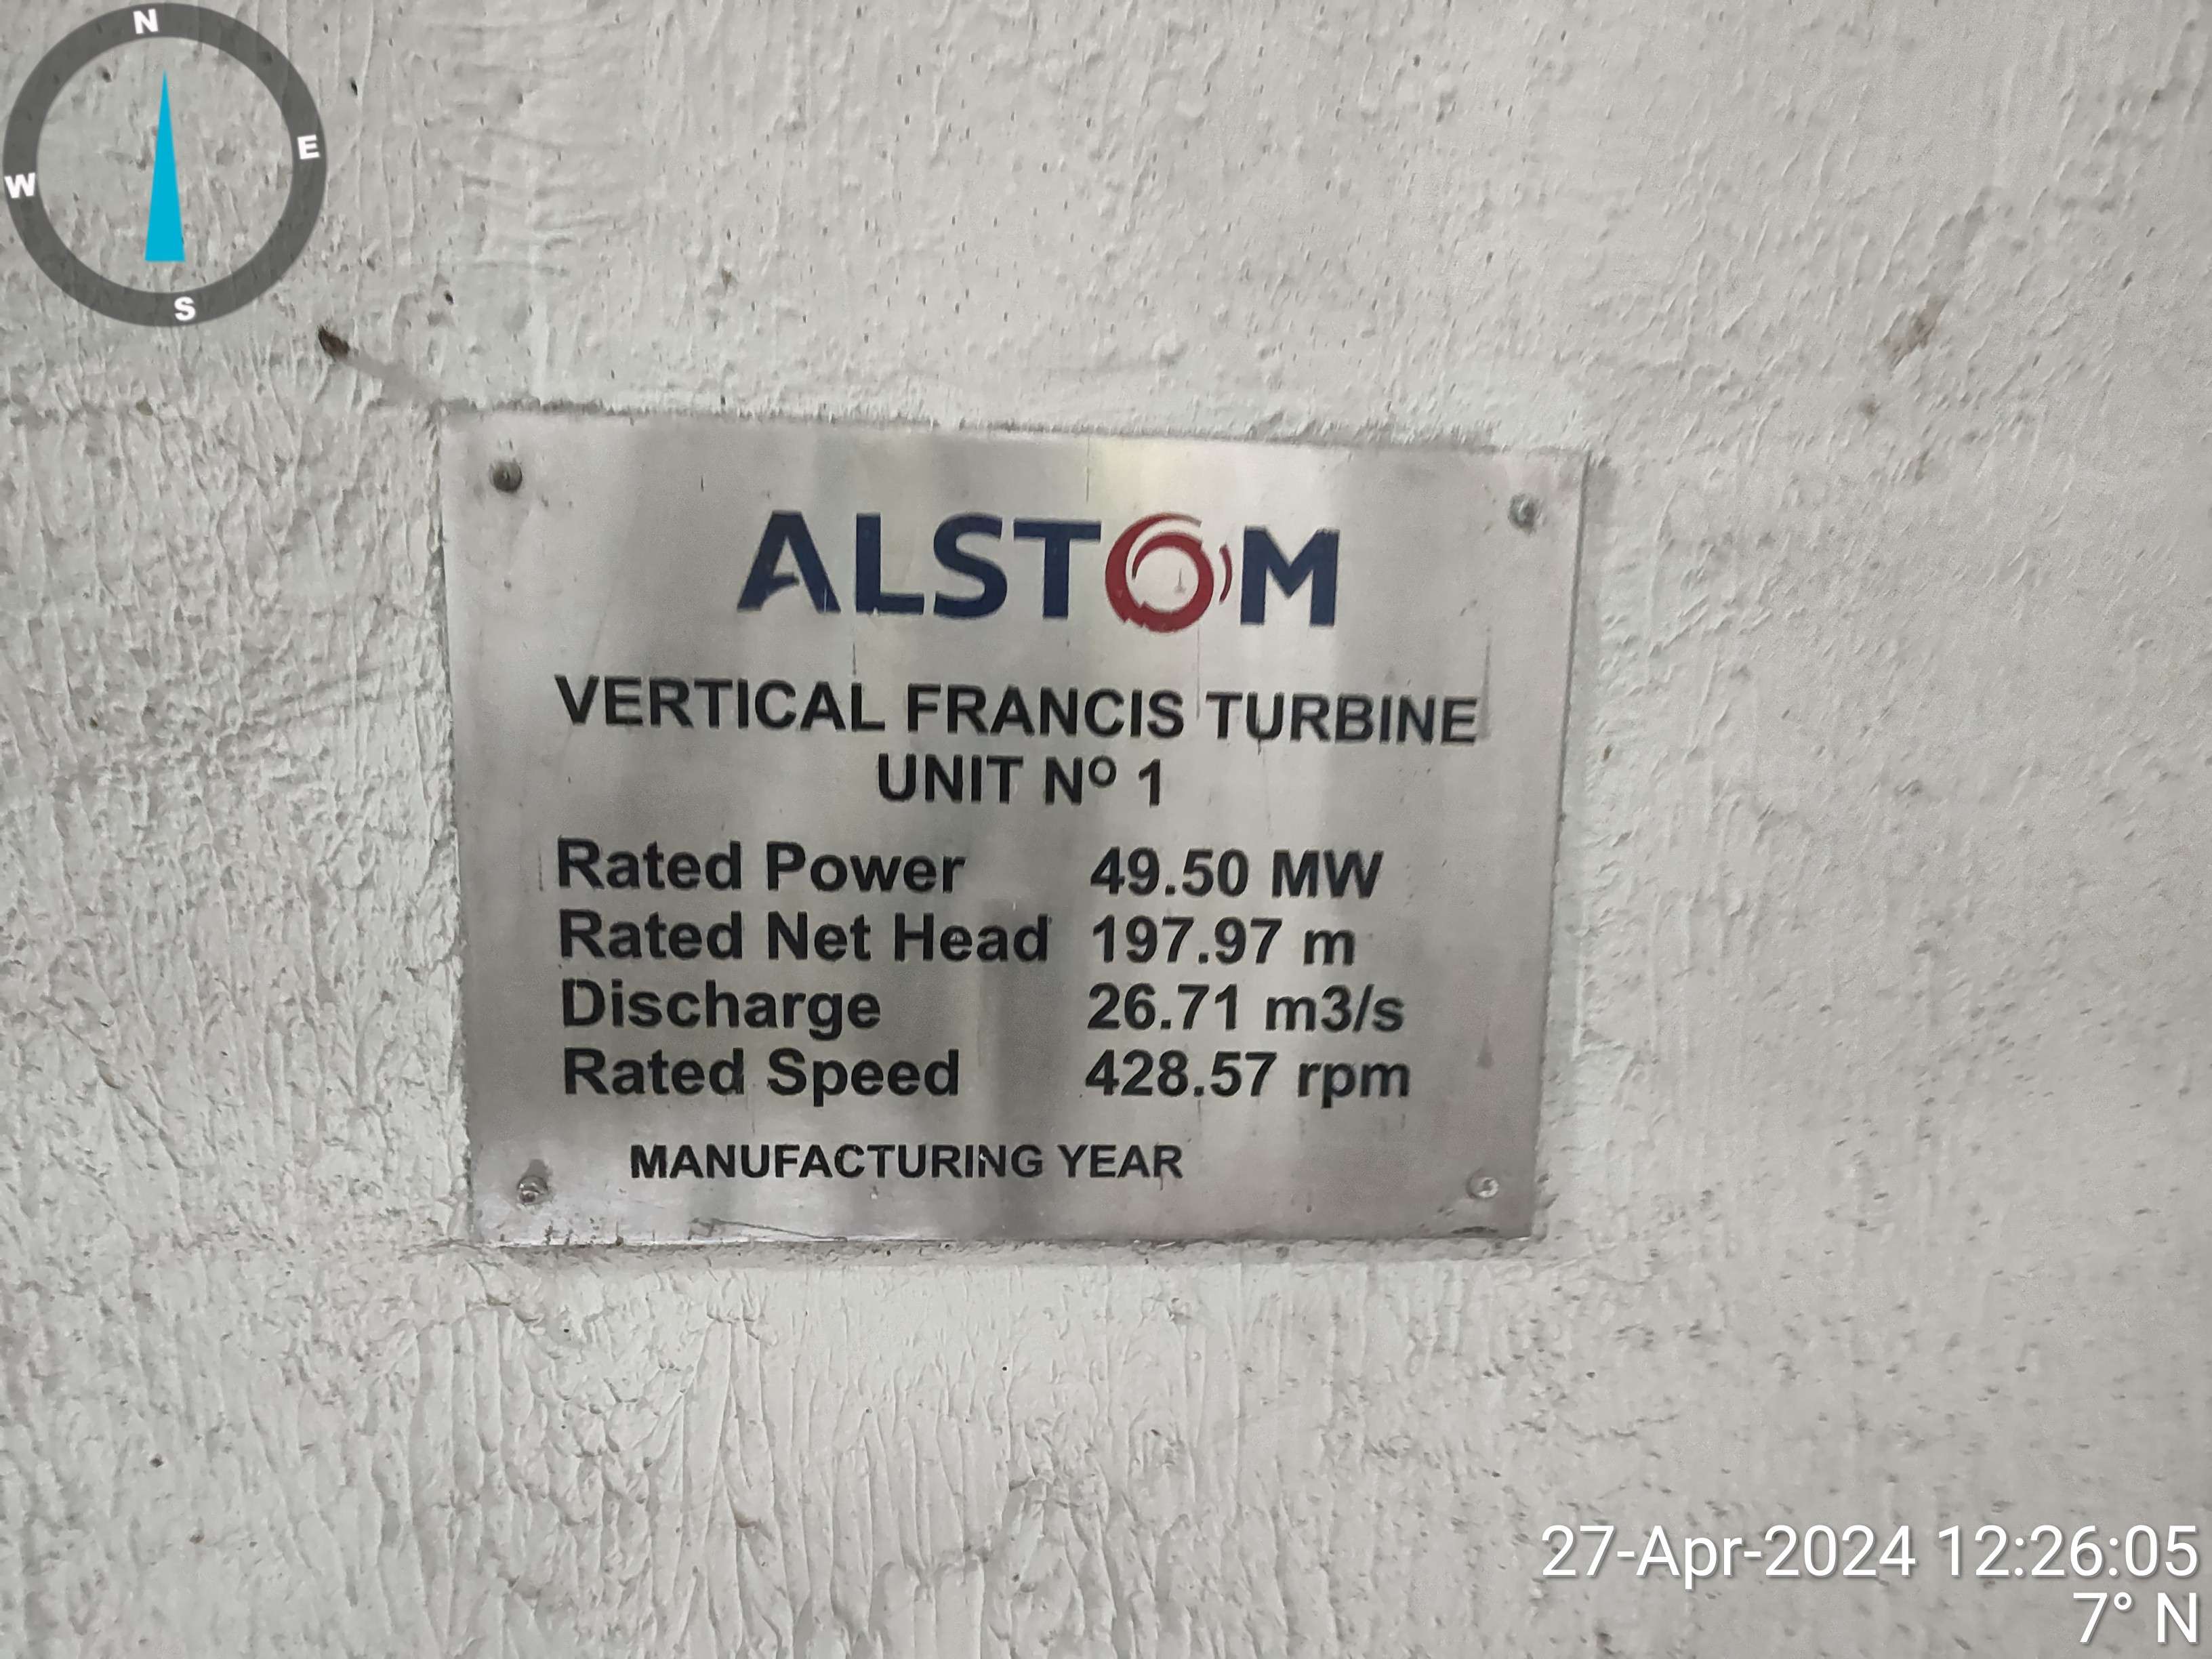 N
E
W
S
ALSTOM
VERTICAL FRANCIS TURBINE
UNIT Nº 1
Rated Power 49.50 MW
Rated Net Head 197.97 m
Discharge 26.71 m3/s
Rated Speed 428.57 rpm
MANUFACTURING YEAR
27-Apr-2024 12:26:05
7° N